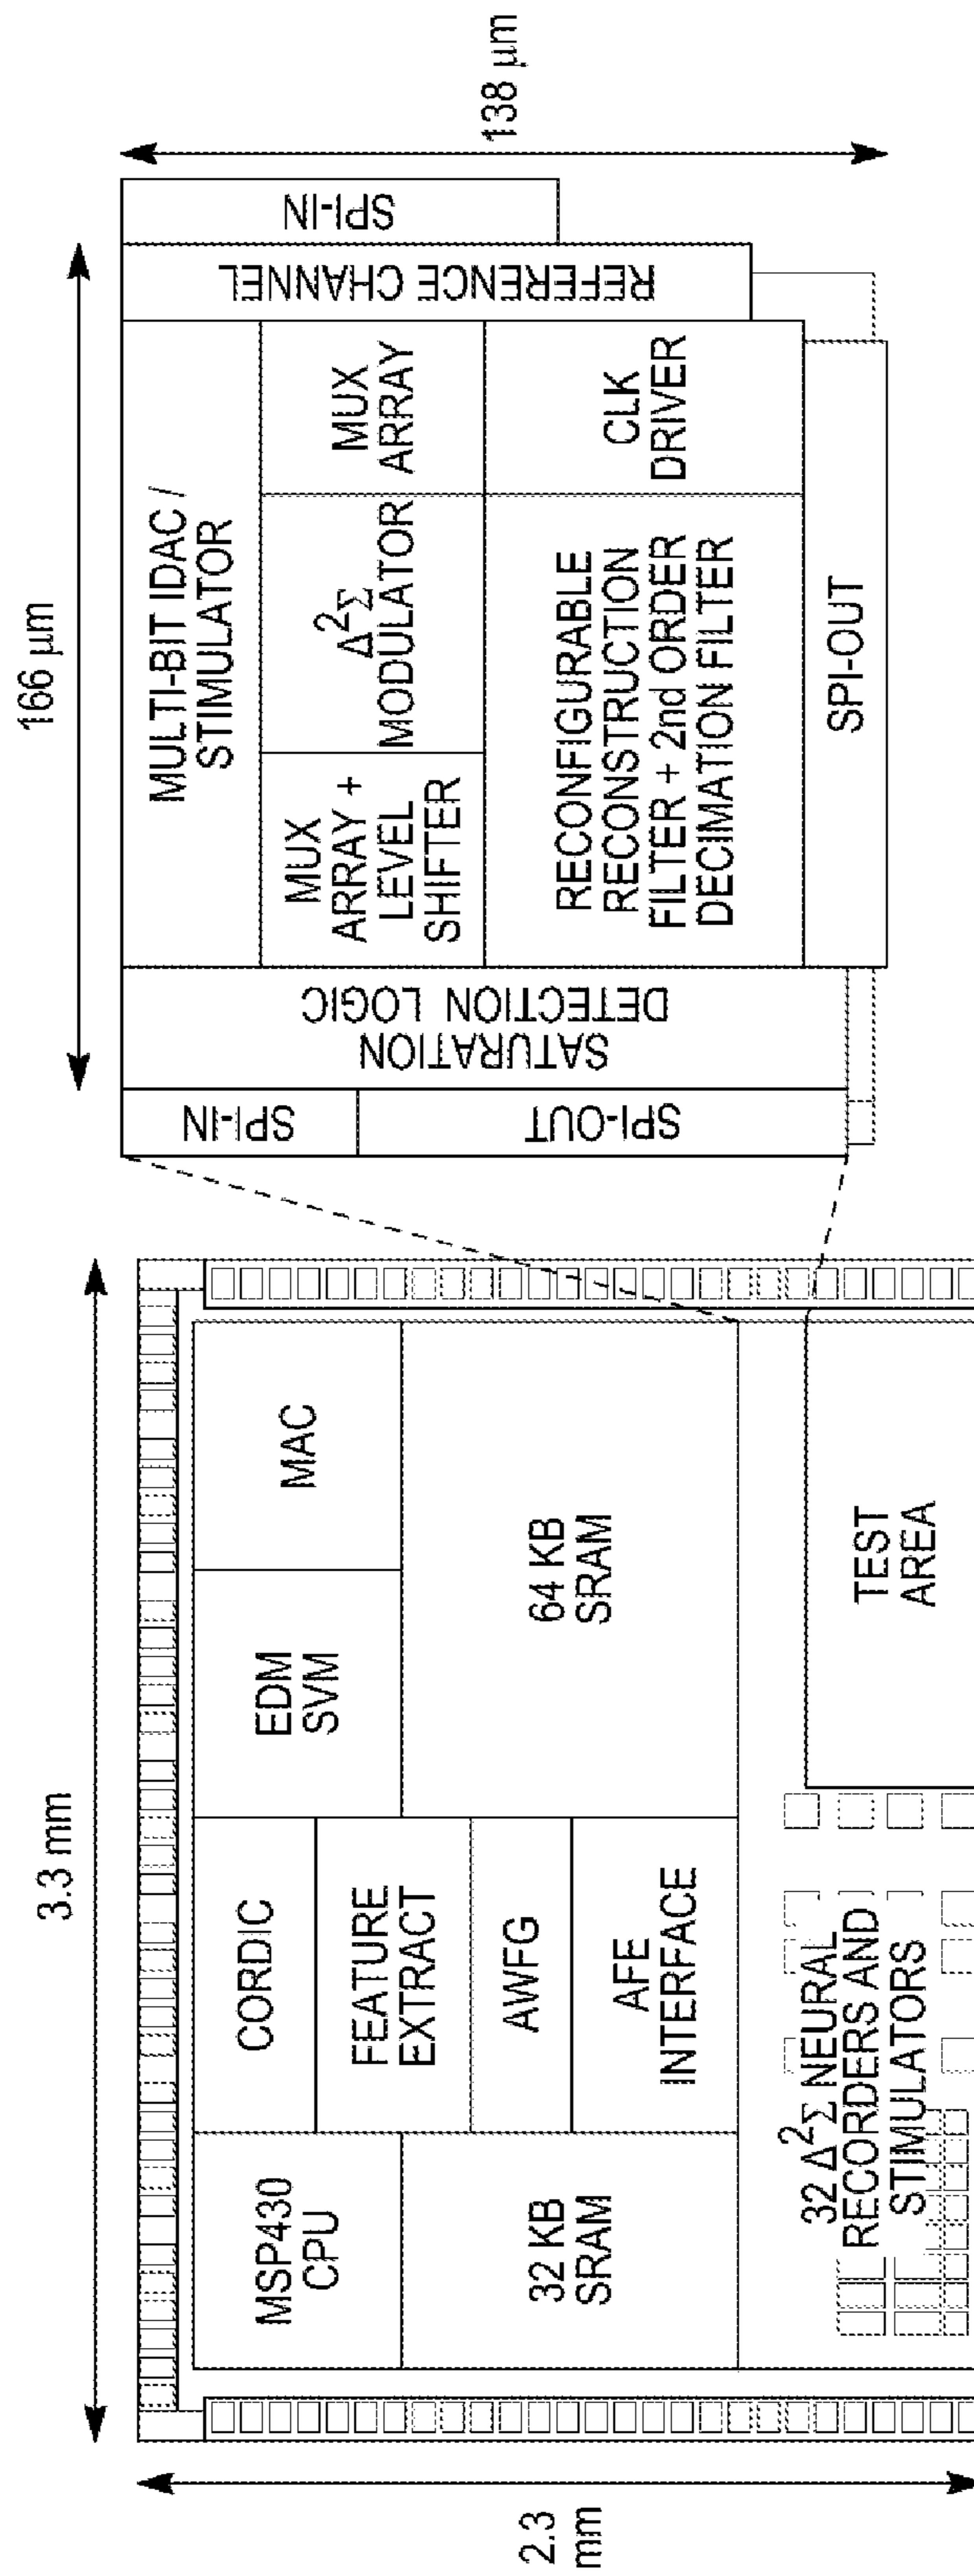 3.3 mm
2.3
mm
MSP430
CPU
CORDIC
EDM
SVM
MAC
FEATURE
EXTRACT
32 KB
SRAM
AWFG
64 KB
SRAM
AFE
INTERFACE
32 Δ²Σ NEURAL
RECORDERS AND
STIMULATORS
TEST
AREA
166 µm
138 µm
SPI-IN
SPI-OUT
SATURATION
DETECTION LOGIC
MULTI-BIT IDAC /
STIMULATOR
MUX
ARRAY +
LEVEL
SHIFTER
Δ²Σ
MODULATOR
MUX
ARRAY
RECONFIGURABLE
RECONSTRUCTION
FILTER + 2nd ORDER
DECIMATION FILTER
CLK
DRIVER
SPI-OUT
REFERENCE CHANNEL
SPI-IN